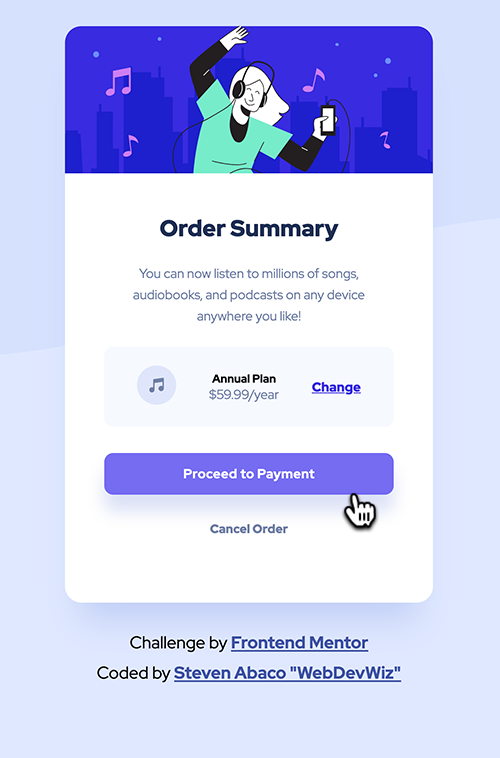 Order Summary
You can now listen to millions of songs,
audiobooks, and podcasts on any device
anywhere you like!
Annual Plan
$59.99/year
Change
Proceed to Payment
Cancel Order
Challenge by Frontend Mentor
Coded by Steven Abaco "WebDevWiz"